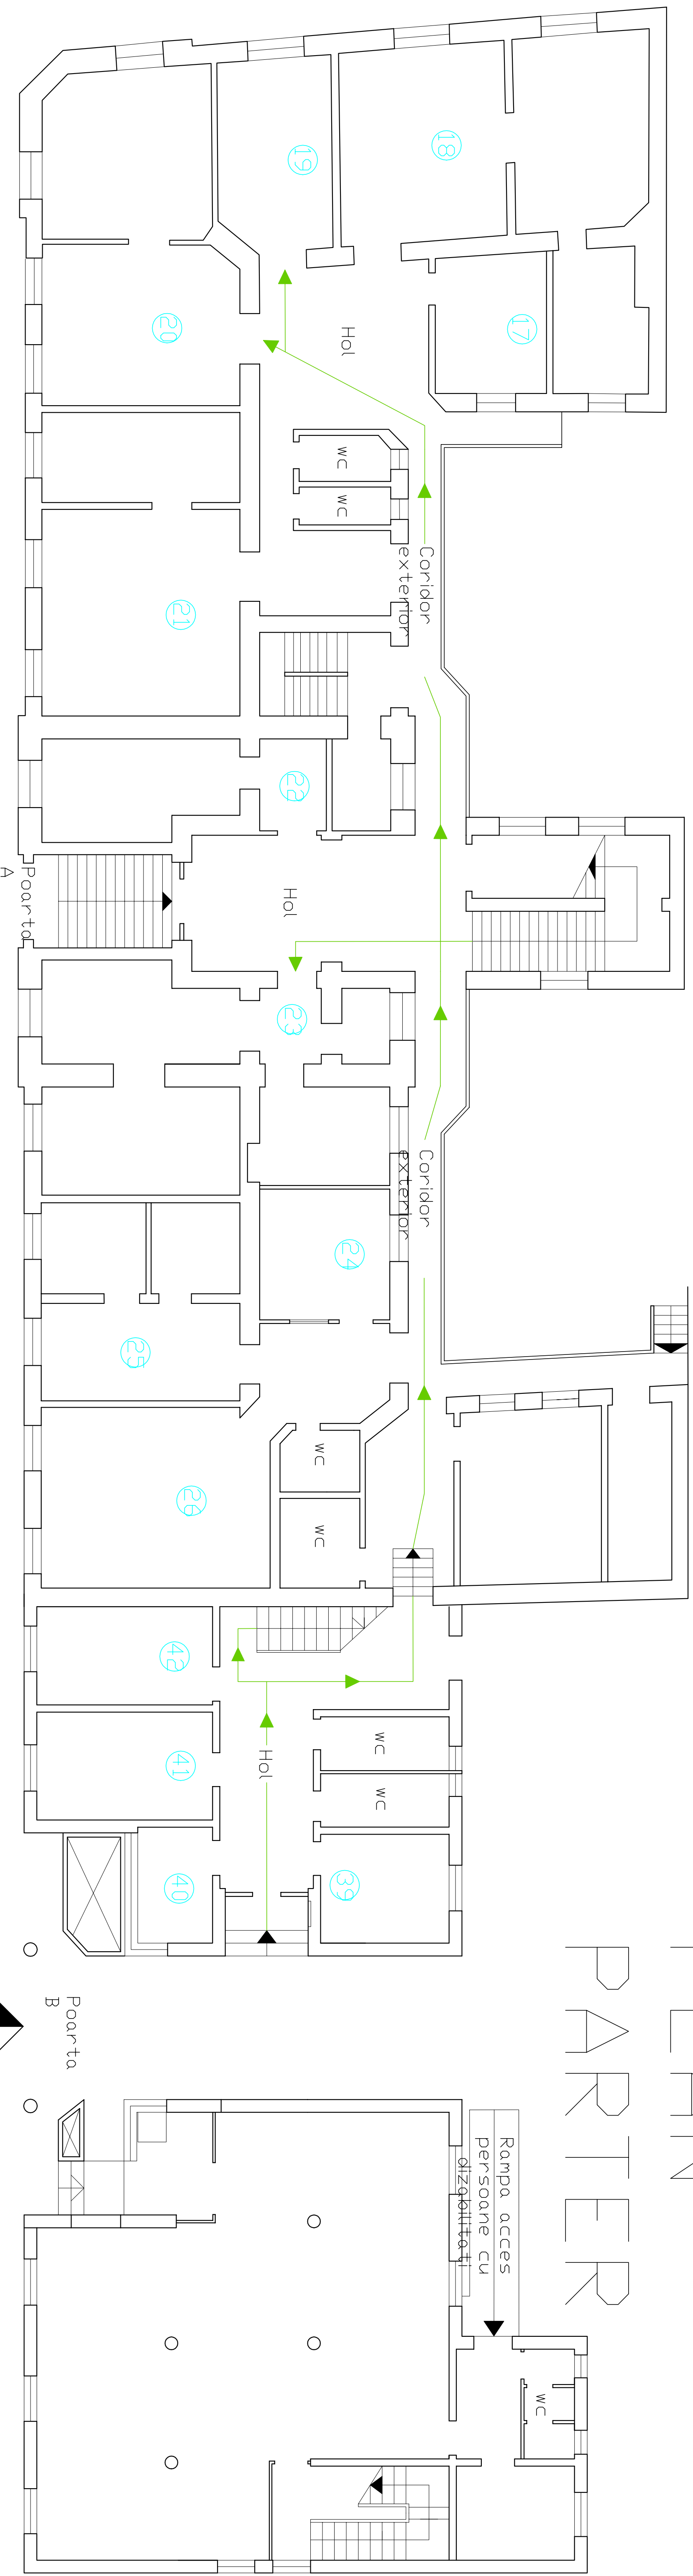 PLAN
PARTER
17
18
19
20
Hol
WC
WC
Coridor
exterior
21
22
Hol
Poarta
A
23
Coridor
exterior
24
25
26
WC
WC
42
41
Hol
WC
WC
40
39
Poarta
B
Rampa acces
persoane cu
dizabilitati
WC